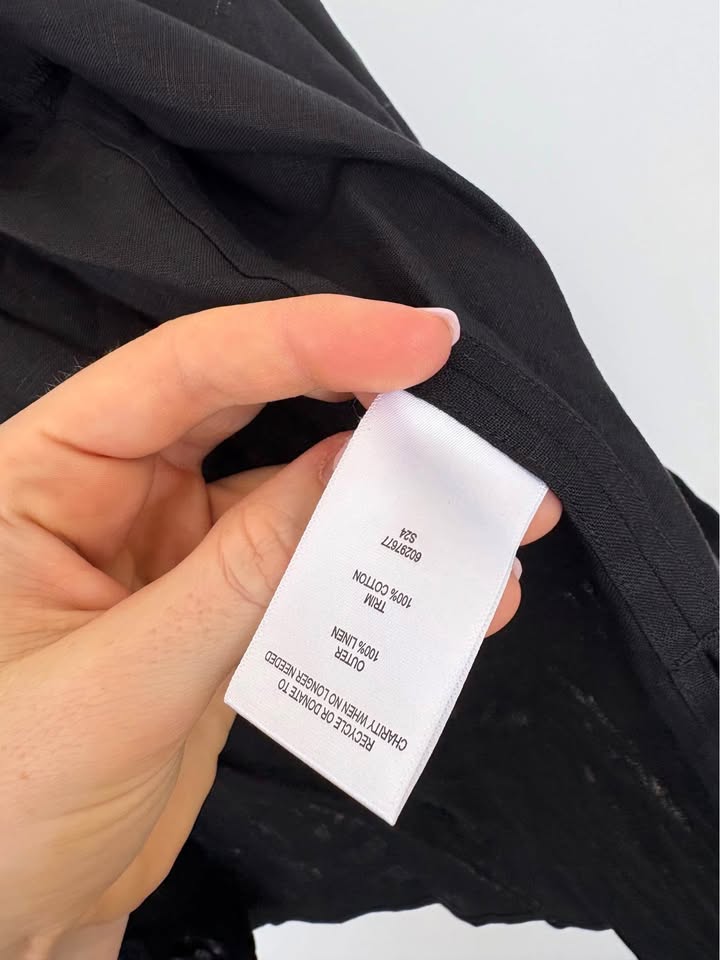 RECYCLE OR DONATE TO
CHARITY WHEN NO LONGER NEEDED
OUTER
100% LINEN
TRIM
100% COTTON
60297677
S24